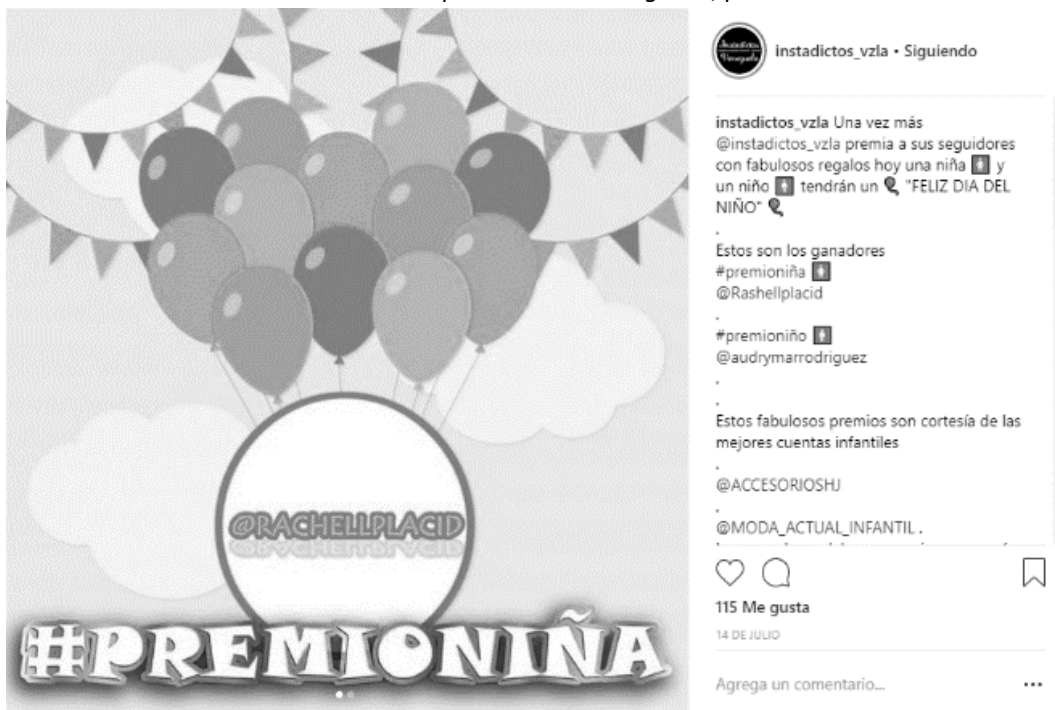 @RACHELLPLACID
#PREMIONIÑA
instadictos_vzla • Siguiendo
instadictos_vzla Una vez más
@instadictos_vzla premia a sus seguidores
con fabulosos regalos hoy una niña y
un niño tendrán un "FELIZ DIA DEL
NIÑO"
.
Estos son los ganadores
#premioniña
@Rashellplacid
.
#premioniño
@audrymarrodriguez
.
.
Estos fabulosos premios son cortesía de las
mejores cuentas infantiles
.
@ACCESORIOSHJ
.
@MODA_ACTUAL_INFANTIL .
115 Me gusta
14 DE JULIO
Agrega un comentario...